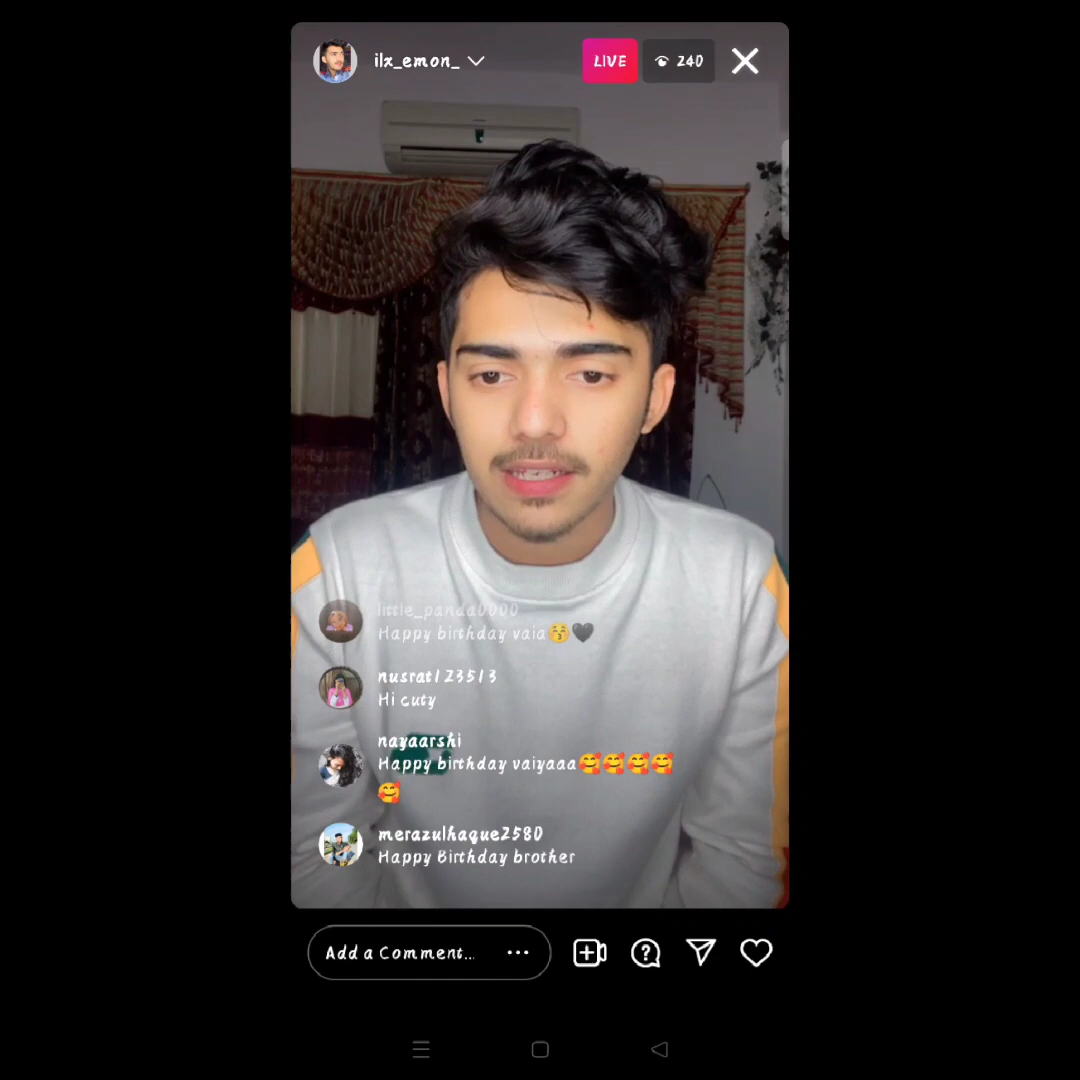 ilx_emon_
LIVE
240
little_panda0000
Happy birthday vaia😚🖤
nusrat123513
Hi cuty
nayaarshi
Happy birthday vaiyaaa🥰🥰🥰🥰
🥰
merazulhaque2580
Happy Birthday brother
Add a Comment...